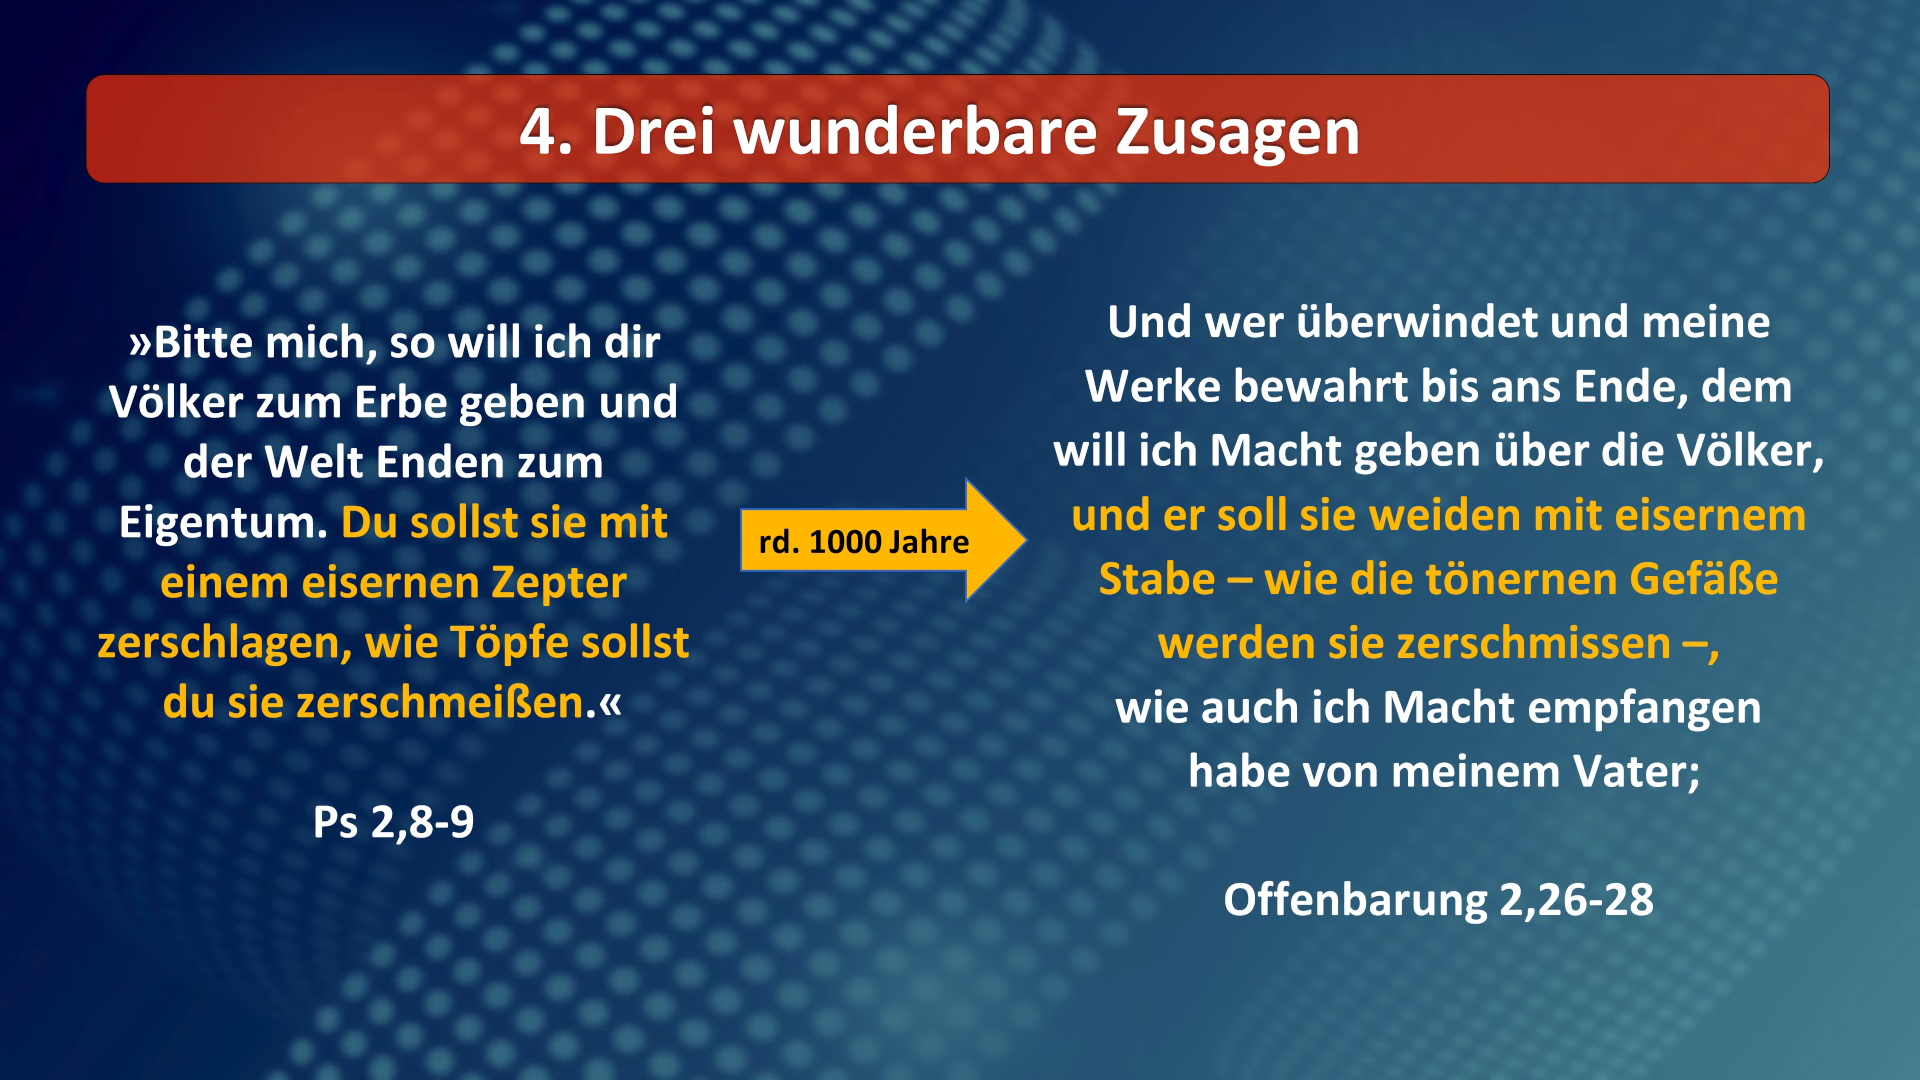 4. Drei wunderbare Zusagen
»Bitte mich, so will ich dir
Völker zum Erbe geben und
der Welt Enden zum
Eigentum. Du sollst sie mit
einem eisernen Zepter
zerschlagen, wie Töpfe sollst
du sie zerschmeißen.«
Ps 2,8-9
rd. 1000 Jahre
Und wer überwindet und meine
Werke bewahrt bis ans Ende, dem
will ich Macht geben über die Völker,
und er soll sie weiden mit eisernem
Stabe – wie die tönernen Gefäße
werden sie zerschmissen –,
wie auch ich Macht empfangen
habe von meinem Vater;
Offenbarung 2,26-28